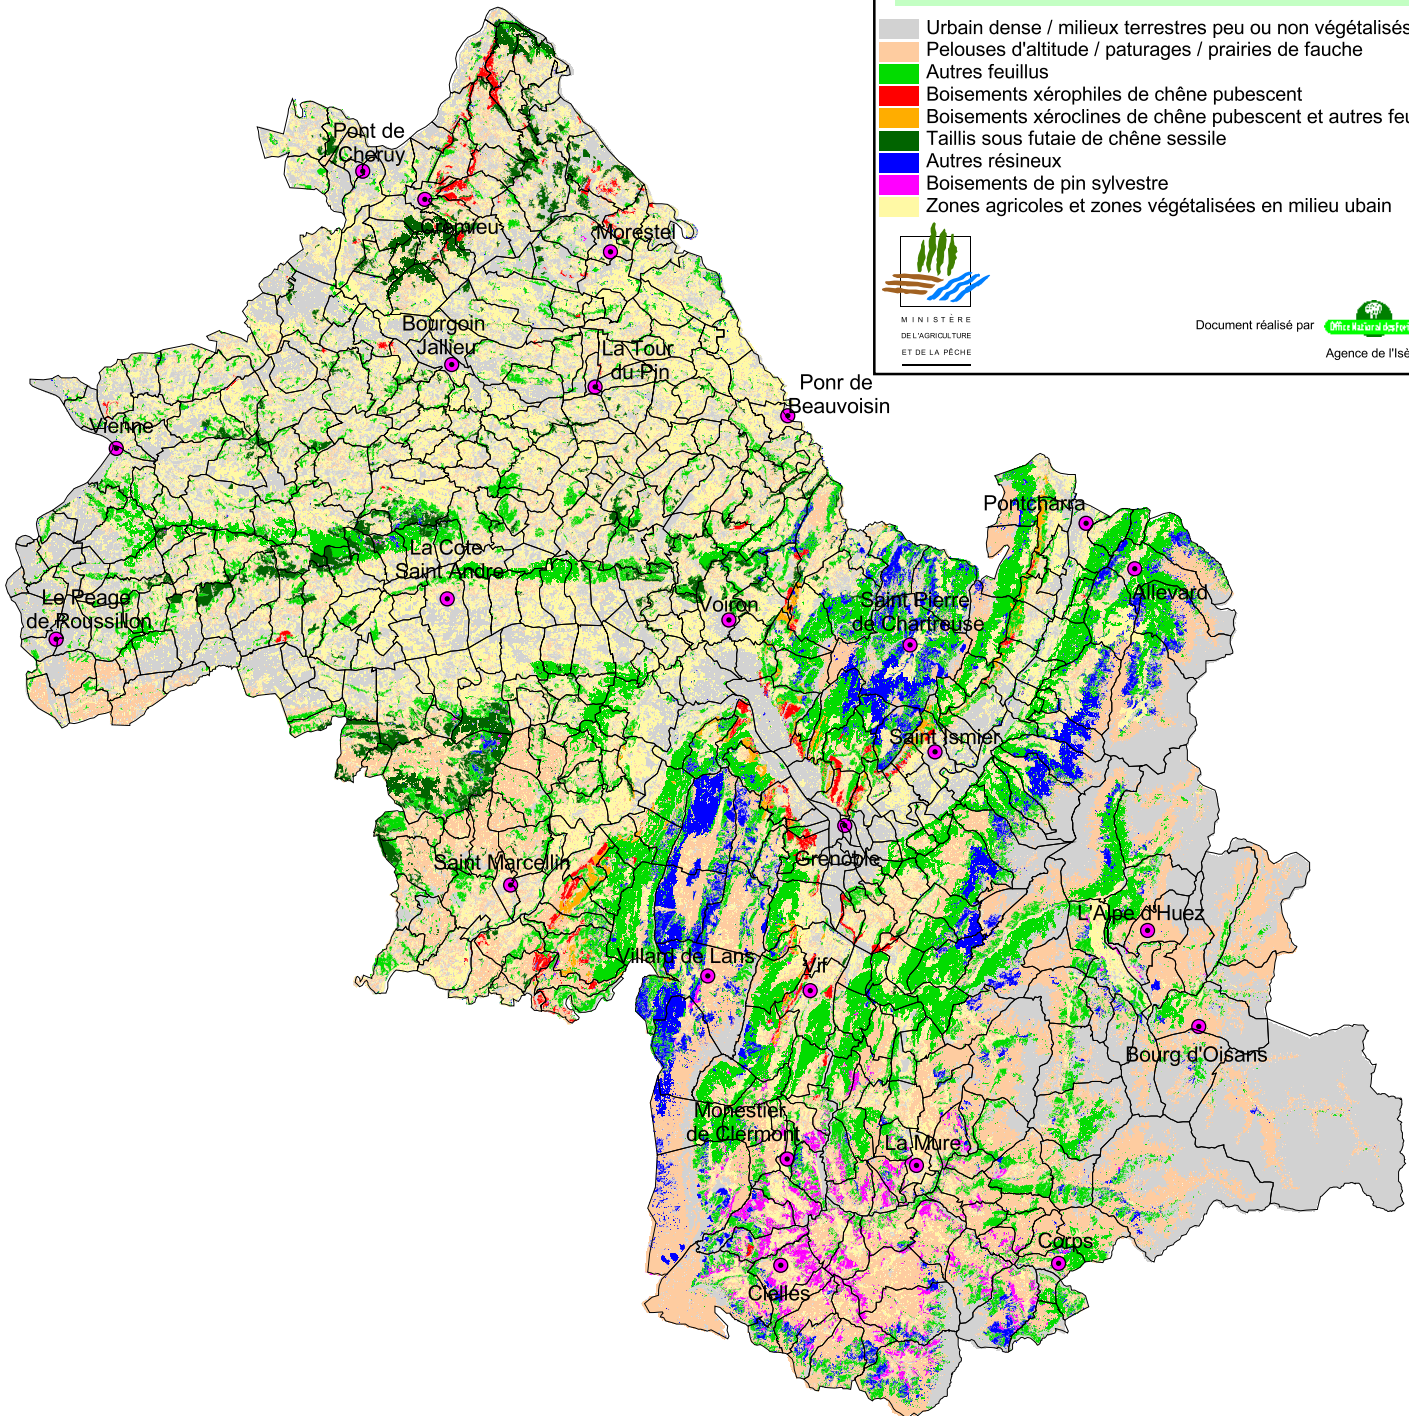 Urbain dense / milieux terrestres peu ou non végétalisés
Pelouses d'altitude / paturages / prairies de fauche
Autres feuillus
Boisements xérophiles de chêne pubescent
Boisements xéroclines de chêne pubescent et autres feu
Taillis sous futaie de chêne sessile
Autres résineux
Boisements de pin sylvestre
Zones agricoles et zones végétalisées en milieu ubain
MINISTÈRE
DE L'AGRICULTURE
ET DE LA PÊCHE
Document réalisé par
Office National des For
Agence de l'Isè
Pont de
Cheruy
Crémieu
Morestel
Bourgoin
Jallieu
La Tour
du Pin
Ponr de
Beauvoisin
Vienne
Pontcharra
La Cote
Saint Andre
Le Peage
de Roussillon
Voiron
Saint Pierre
de Chartreuse
Allevard
Saint Ismier
Saint Marcellin
Grenoble
L'Alpe d'Huez
Villard de Lans
Vif
Bourg d'Oisans
Monestier
de Clermont
La Mure
Corps
Clelles